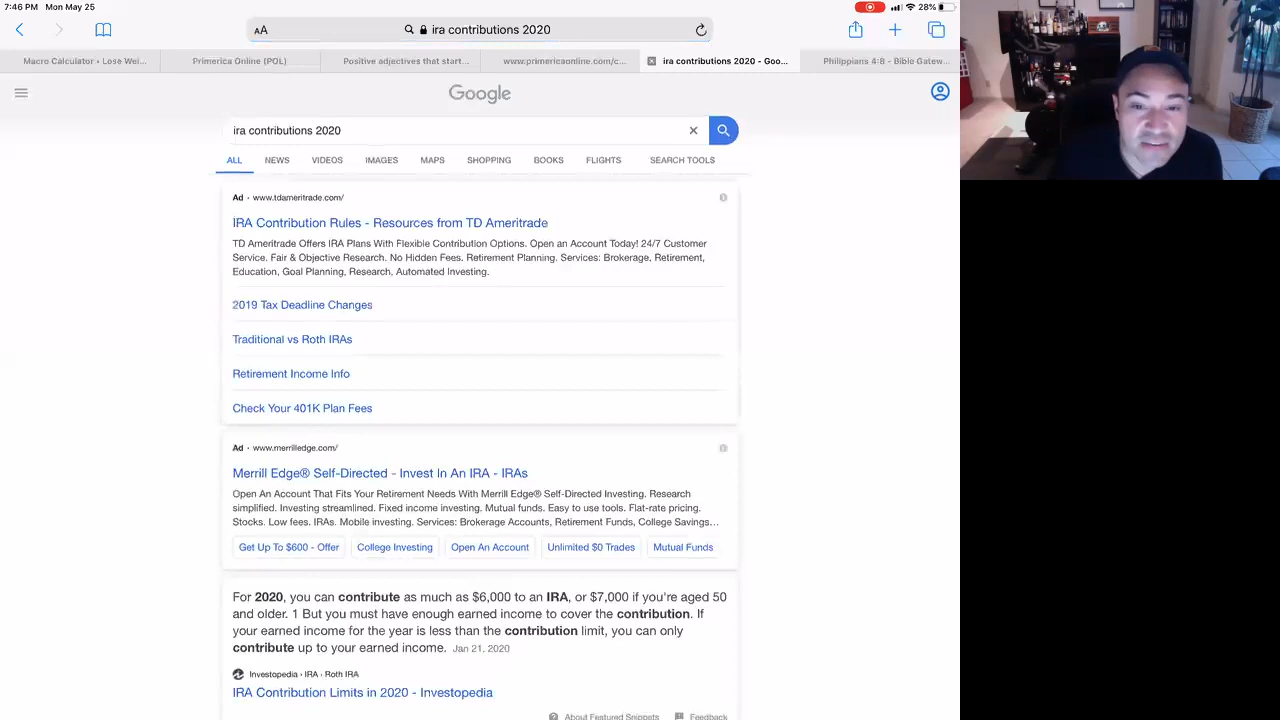 7:46 PM Mon May 25
28%
AA
ira contributions 2020
Macro Calculator • Lose Wei...
Primerica Online (POL)
Positive adjectives that start...
www.primericaonline.com/c...
ira contributions 2020 - Goo...
Philippians 4:8 - Bible Gatew...
Google
ira contributions 2020
ALL NEWS VIDEOS IMAGES MAPS SHOPPING BOOKS FLIGHTS SEARCH TOOLS
Ad · www.tdameritrade.com/
IRA Contribution Rules - Resources from TD Ameritrade
TD Ameritrade Offers IRA Plans With Flexible Contribution Options. Open an Account Today! 24/7 Customer
Service. Fair & Objective Research. No Hidden Fees. Retirement Planning. Services: Brokerage, Retirement,
Education, Goal Planning, Research, Automated Investing.
2019 Tax Deadline Changes
Traditional vs Roth IRAs
Retirement Income Info
Check Your 401K Plan Fees
Ad · www.merrilledge.com/
Merrill Edge® Self-Directed - Invest In An IRA - IRAs
Open An Account That Fits Your Retirement Needs With Merrill Edge® Self-Directed Investing. Research
simplified. Investing streamlined. Fixed income investing. Mutual funds. Easy to use tools. Flat-rate pricing.
Stocks. Low fees. IRAs. Mobile investing. Services: Brokerage Accounts, Retirement Funds, College Savings...
Get Up To $600 - Offer
College Investing
Open An Account
Unlimited $0 Trades
Mutual Funds
For 2020, you can contribute as much as $6,000 to an IRA, or $7,000 if you're aged 50
and older. 1 But you must have enough earned income to cover the contribution. If
your earned income for the year is less than the contribution limit, you can only
contribute up to your earned income. Jan 21, 2020
Investopedia › IRA › Roth IRA
IRA Contribution Limits in 2020 - Investopedia
About Featured Snippets
Feedback